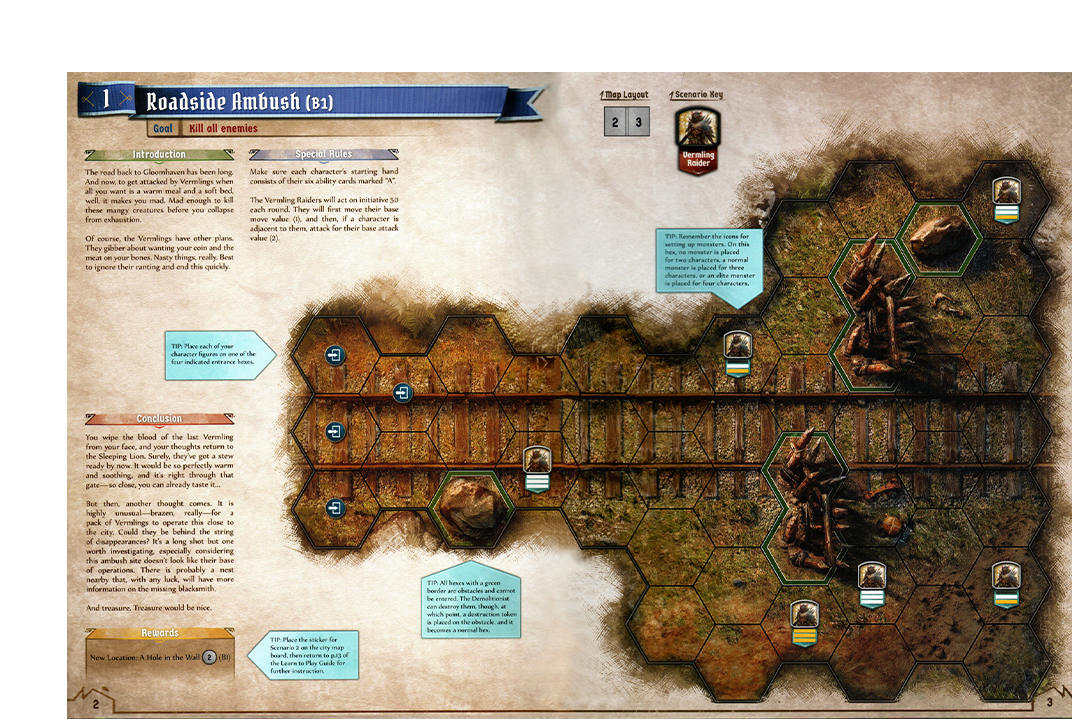 1
Roadside Ambush (B1)
Goal Kill all enemies
Introduction
The road back to Gloomhaven has been long.
And now, to get attacked by Vermlings when
all you want is a warm meal and a soft bed,
well, it makes you mad. Mad enough to kill
these mangy creatures before you collapse
from exhaustion.
Of course, the Vermlings have other plans.
They gibber about wanting your coin and the
meat on your bones. Nasty things, really. Best
to ignore their ranting and end this quickly.
Special Rules
Make sure each character's starting hand
consists of their six ability cards marked "A".
The Vermling Raiders will act on initiative 50
each round. They will first move their base
move value (1), and then, if a character is
adjacent to them, attack for their base attack
value (2).
Map Layout
2 3
Scenario Key
Vermling
Raider
TIP: Remember the icons for
setting up monsters. On this
hex, no monster is placed
for two characters, a normal
monster is placed for three
characters, or an elite monster
is placed for four characters.
TIP: Place each of your
character figures on one of the
four indicated entrance hexes.
Conclusion
You wipe the blood of the last Vermling
from your face, and your thoughts return to
the Sleeping Lion. Surely, they've got a stew
ready by now. It would be so perfectly warm
and soothing, and it's right through that
gate—so close, you can already taste it...
But then, another thought comes. It is
highly unusual—brazen, really—for a
pack of Vermlings to operate this close to
the city. Could they be behind the string
of disappearances? It's a long shot but one
worth investigating, especially considering
this ambush site doesn't look like their base
of operations. There is probably a nest
nearby that, with any luck, will have more
information on the missing blacksmith.
And treasure. Treasure would be nice.
TIP: All hexes with a green
border are obstacles and cannot
be entered. The Demolitionist
can destroy them, though, at
which point, a destruction token
is placed on the obstacle, and it
becomes a normal hex.
Rewards
New Location: A Hole in the Wall 2 (B1)
TIP: Place the sticker for
Scenario 2 on the city map
board, then return to p.13 of
the Learn to Play Guide for
further instruction.
2
3